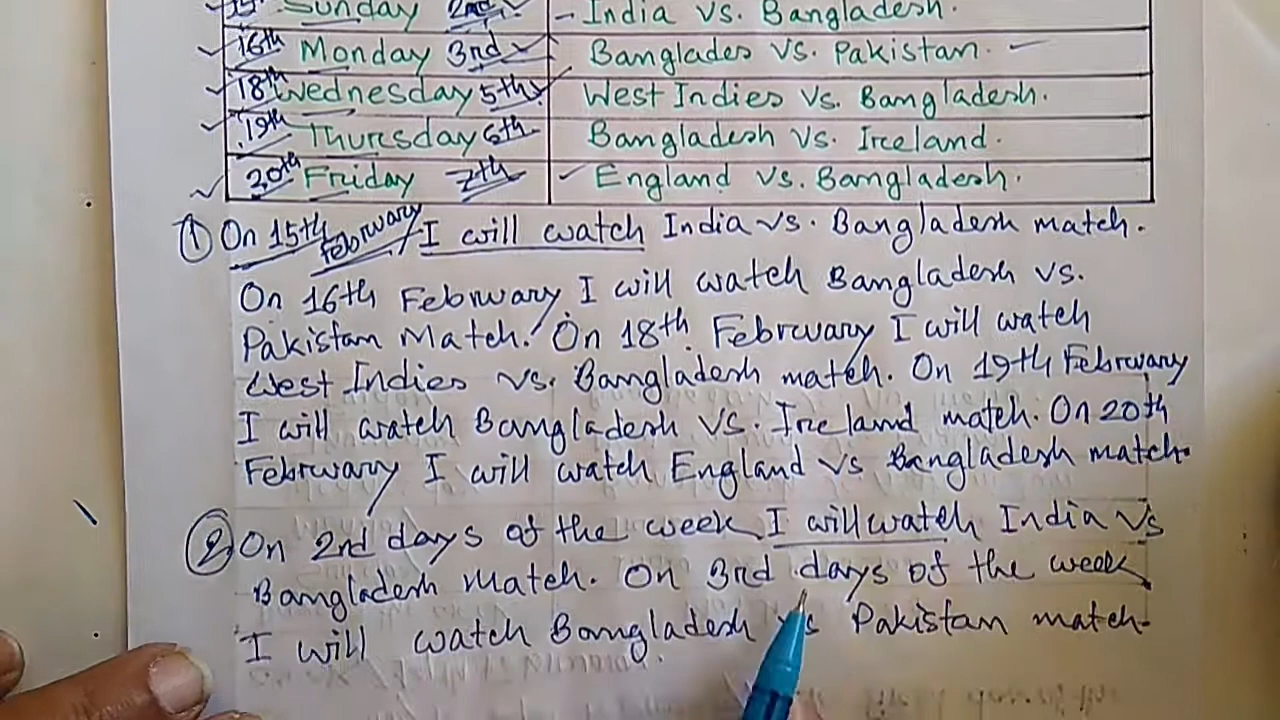 15th Sunday 2nd - India vs. Bangladesh.
16th Monday 3rd Banglades vs. Pakistan.
18th Wednesday 5th West Indies vs. Bangladesh.
19th Thursday 6th Bangladesh vs. Ireland.
20th Friday 7th England vs. Bangladesh.
① On 15th February / I will watch India vs. Bangladesh match.
On 16th February I will watch Bangladesh vs.
Pakistan Match. On 18th February I will watch
West Indies vs. Bangladesh match. On 19th February
I will watch Bangladesh vs. Ireland match. On 20th
February I will watch England vs Bangladesh match.
② On 2nd days of the week I will watch India vs
Bangladesh match. On 3rd days of the week
I will watch Bangladesh vs Pakistan match.